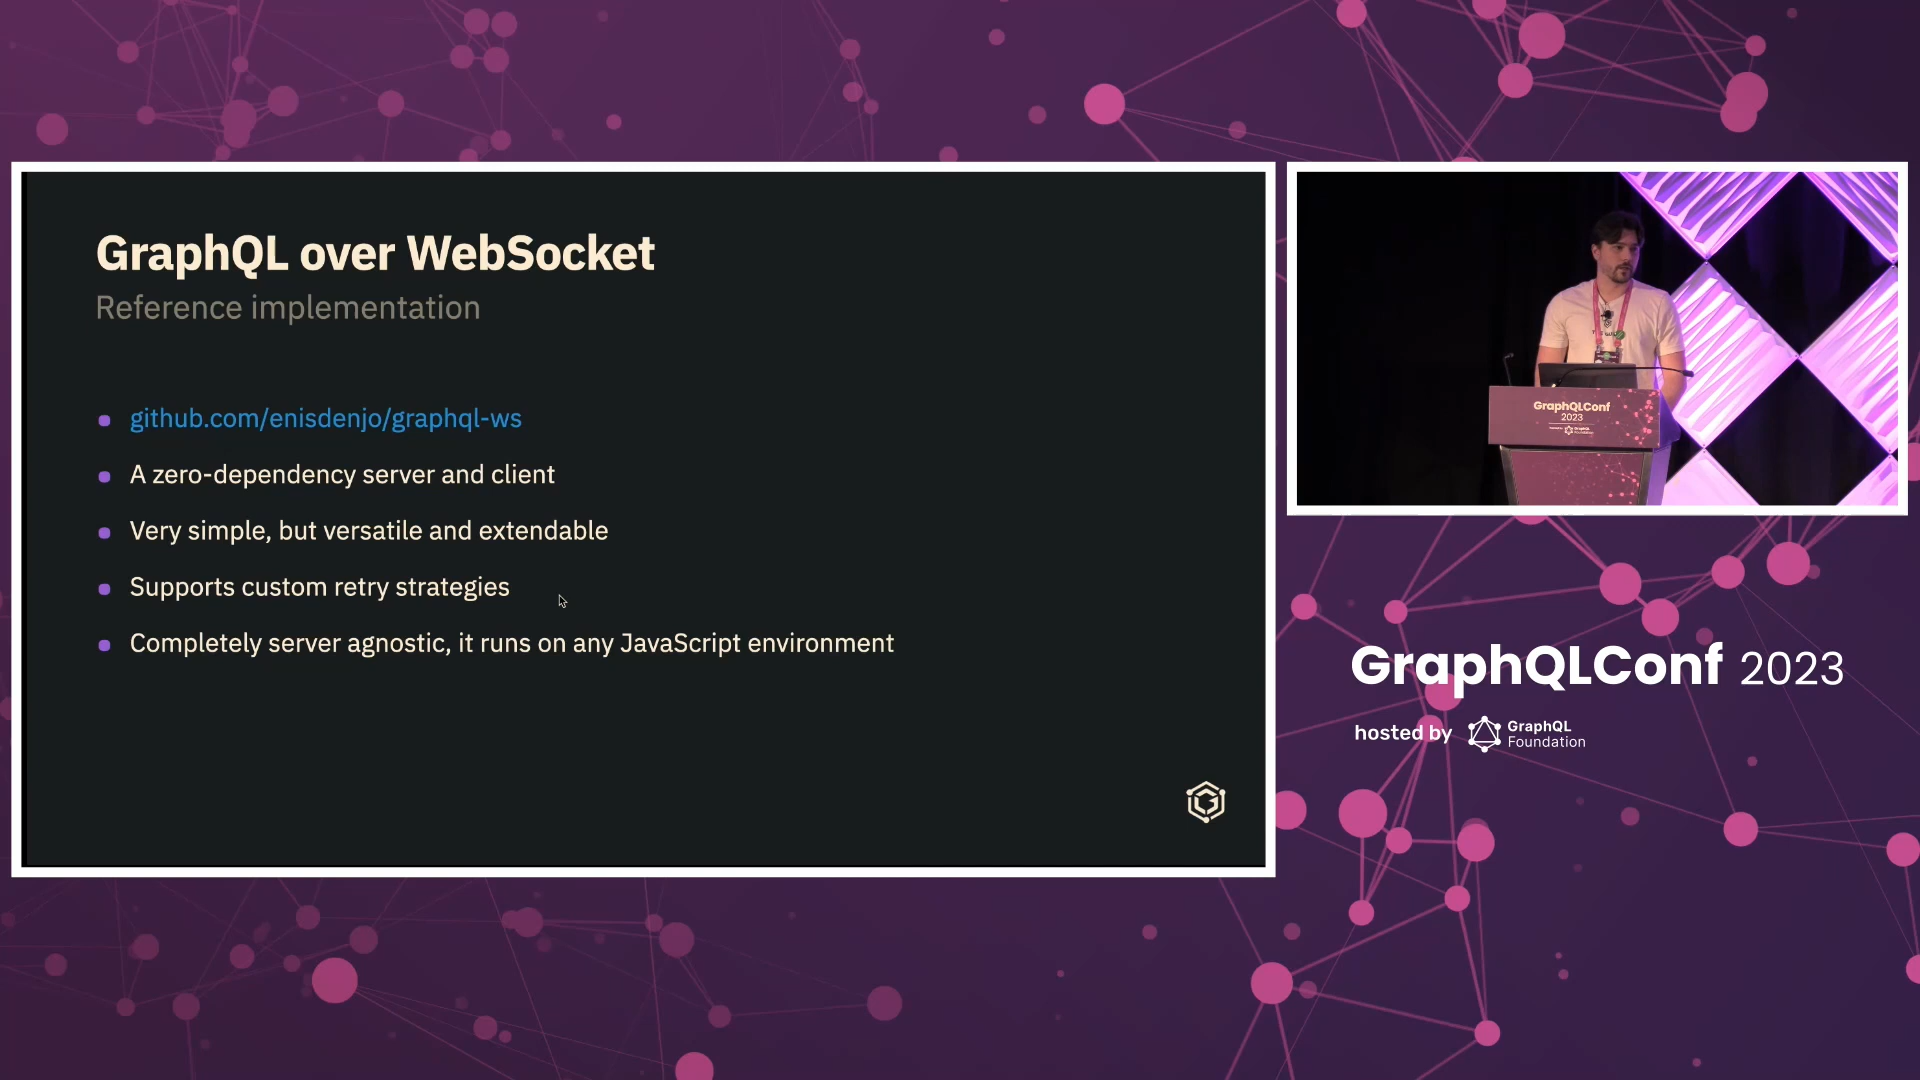 GraphQL over WebSocket
Reference implementation
github.com/enisdenjo/graphql-ws
A zero-dependency server and client
Very simple, but versatile and extendable
Supports custom retry strategies
Completely server agnostic, it runs on any JavaScript environment
GraphQLConf
2023
GraphQLConf 2023
hosted by
GraphQL
Foundation